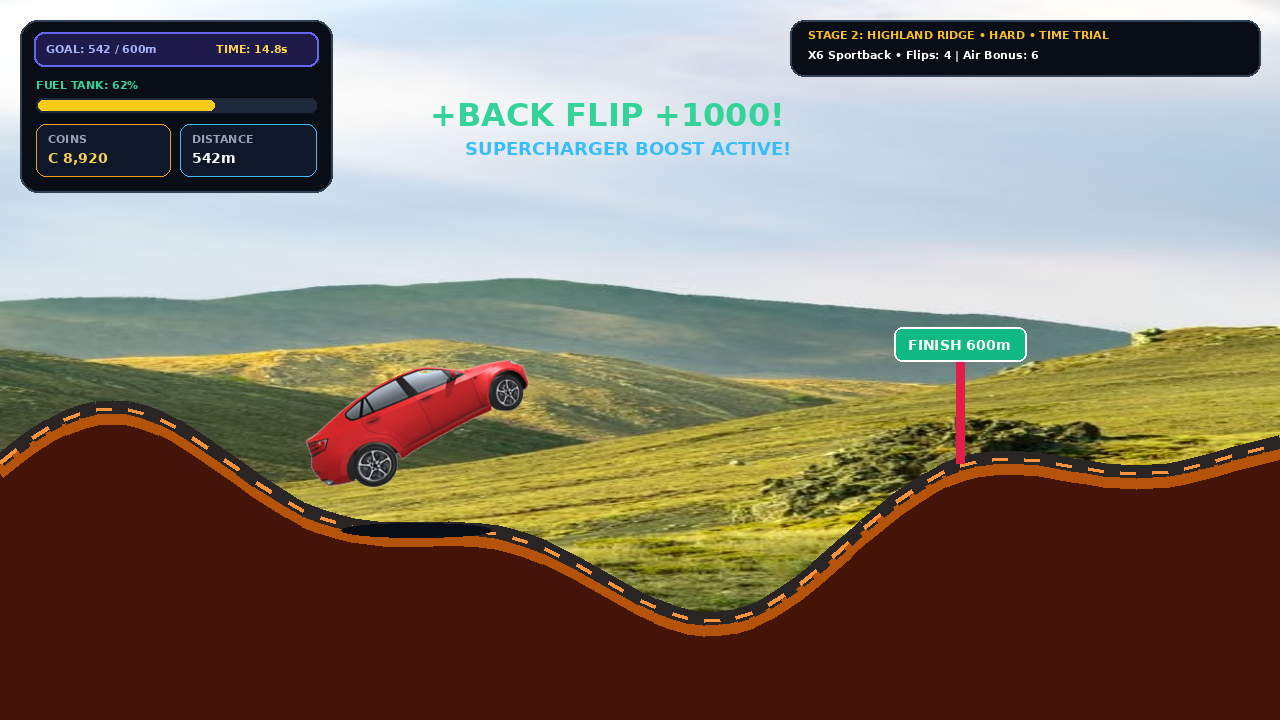 GOAL: 542 / 600m TIME: 14.8s
FUEL TANK: 62%
COINS
C 8,920
DISTANCE
542m
STAGE 2: HIGHLAND RIDGE • HARD • TIME TRIAL
X6 Sportback • Flips: 4 | Air Bonus: 6
+BACK FLIP +1000!
SUPERCHARGER BOOST ACTIVE!
FINISH 600m